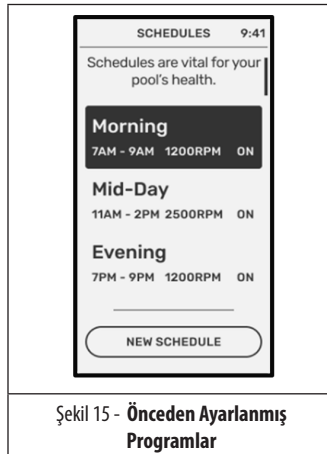 SCHEDULES 9:41
Schedules are vital for your
pool's health.
Morning
7AM - 9AM 1200RPM ON
Mid-Day
11AM - 2PM 2500RPM ON
Evening
7PM - 9PM 1200RPM ON
NEW SCHEDULE
Şekil 15 - Önceden Ayarlanmış
Programlar